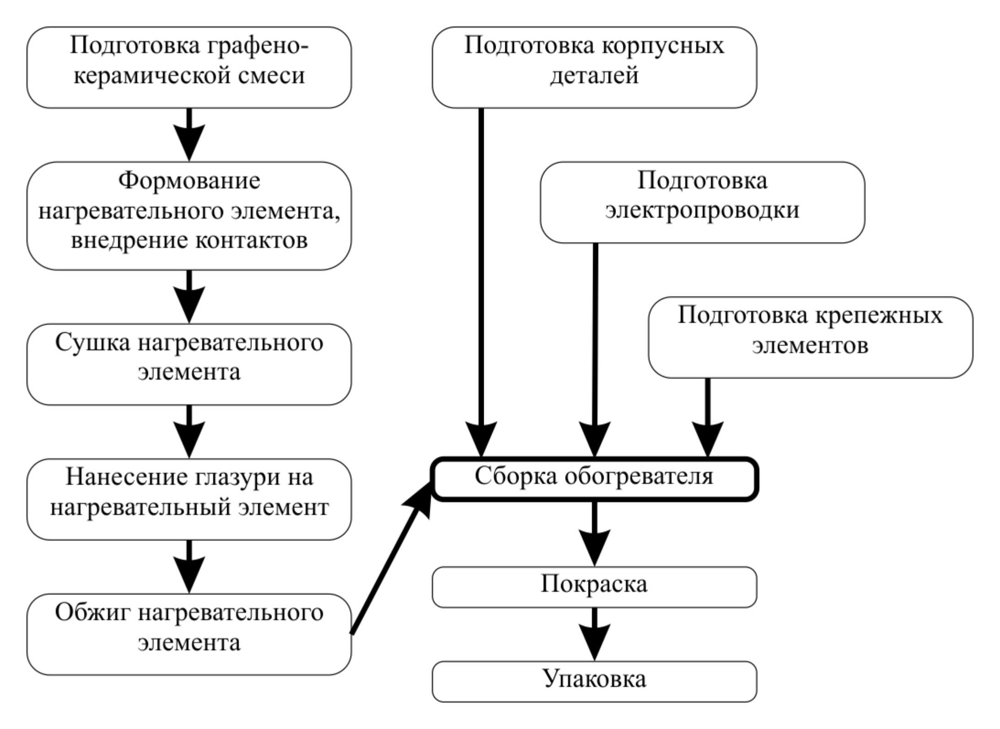 Подготовка графено-
керамической смеси
Формование
нагревательного элемента,
внедрение контактов
Сушка нагревательного
элемента
Нанесение глазури на
нагревательный элемент
Обжиг нагревательного
элемента
Подготовка корпусных
деталей
Подготовка
электропроводки
Подготовка крепежных
элементов
Сборка обогревателя
Покраска
Упаковка